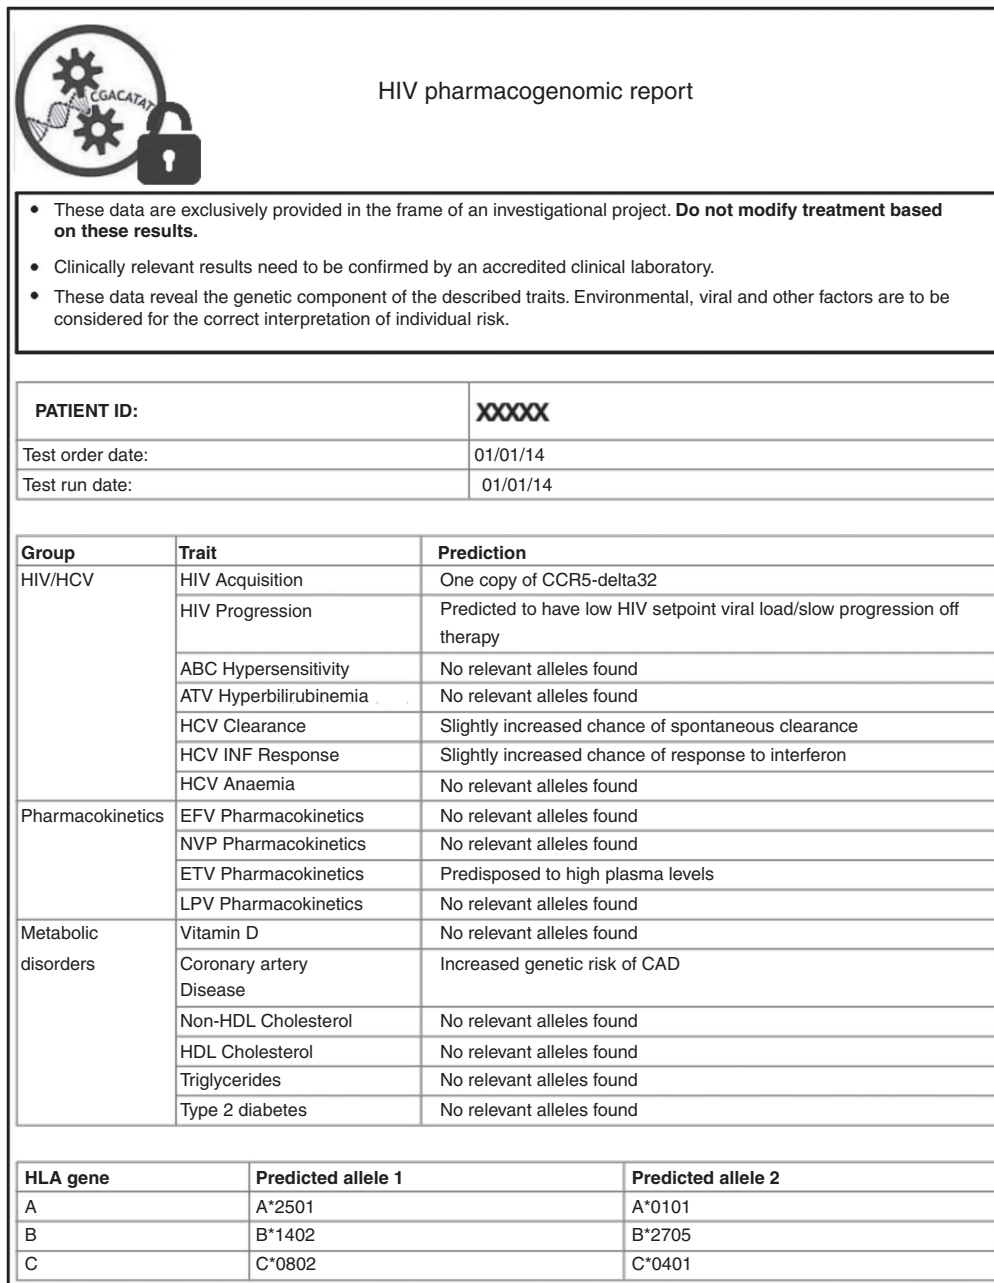 CGACATAT
HIV pharmacogenomic report
• These data are exclusively provided in the frame of an investigational project. Do not modify treatment based
on these results.
• Clinically relevant results need to be confirmed by an accredited clinical laboratory.
• These data reveal the genetic component of the described traits. Environmental, viral and other factors are to be
considered for the correct interpretation of individual risk.
PATIENT ID: XXXXX
Test order date: 01/01/14
Test run date: 01/01/14
Group Trait Prediction
HIV/HCV HIV Acquisition One copy of CCR5-delta32
HIV Progression Predicted to have low HIV setpoint viral load/slow progression off
therapy
ABC Hypersensitivity No relevant alleles found
ATV Hyperbilirubinemia No relevant alleles found
HCV Clearance Slightly increased chance of spontaneous clearance
HCV INF Response Slightly increased chance of response to interferon
HCV Anaemia No relevant alleles found
Pharmacokinetics EFV Pharmacokinetics No relevant alleles found
NVP Pharmacokinetics No relevant alleles found
ETV Pharmacokinetics Predisposed to high plasma levels
LPV Pharmacokinetics No relevant alleles found
Metabolic Vitamin D No relevant alleles found
disorders Coronary artery Increased genetic risk of CAD
Disease
Non-HDL Cholesterol No relevant alleles found
HDL Cholesterol No relevant alleles found
Triglycerides No relevant alleles found
Type 2 diabetes No relevant alleles found
HLA gene Predicted allele 1 Predicted allele 2
A A*2501 A*0101
B B*1402 B*2705
C C*0802 C*0401